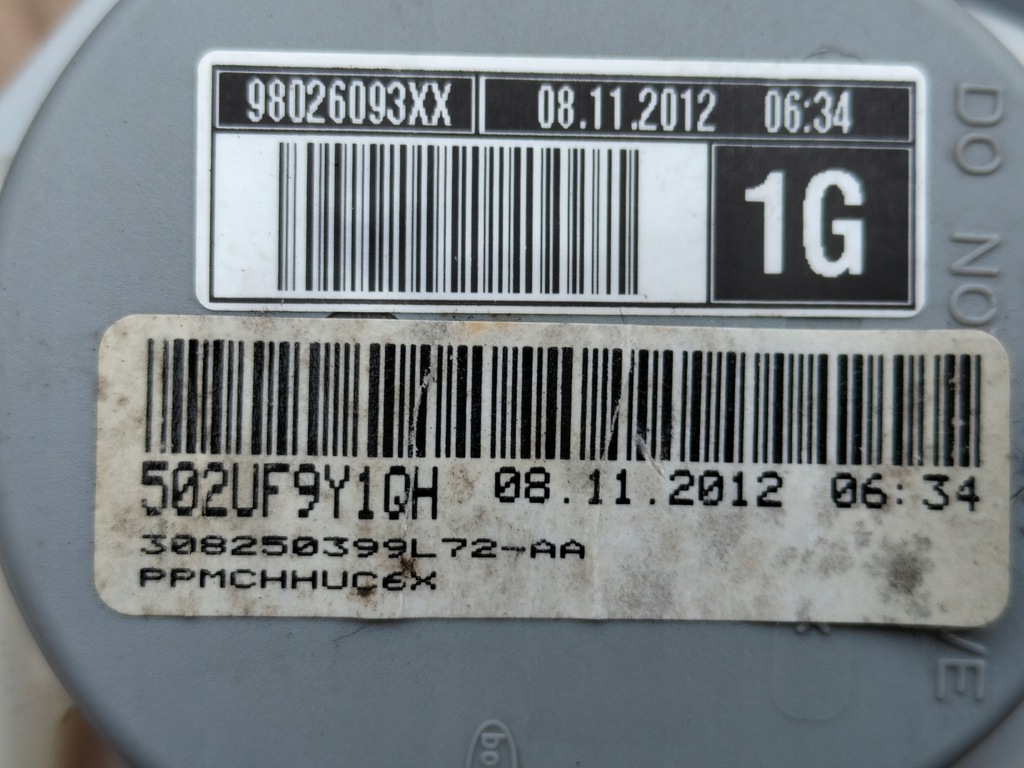 98026093XX 08.11.2012 06:34
1G
502UF9Y1QH 08.11.2012 06:34
308250399L72-AA
PPMCHHUC6X
DO NO
VE
bo